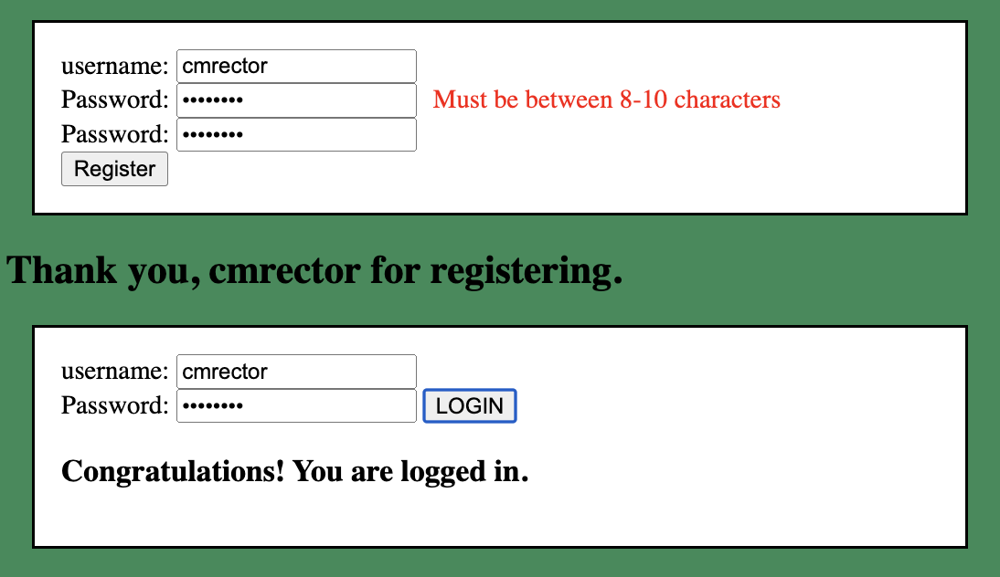 username: cmrector
Password: •••••••• Must be between 8-10 characters
Password: ••••••••
Register
Thank you, cmrector for registering.
username: cmrector
Password: •••••••• LOGIN
Congratulations! You are logged in.